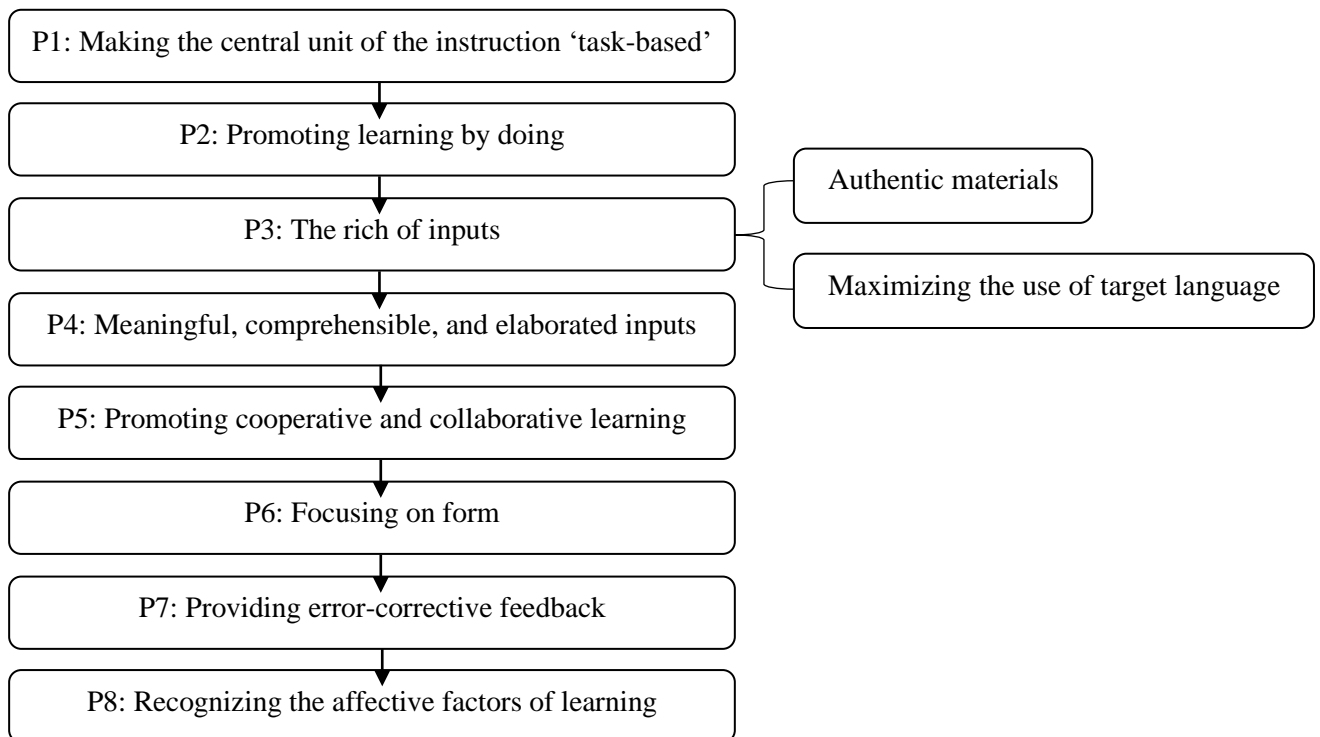 P1: Making the central unit of the instruction ‘task-based’
P2: Promoting learning by doing
P3: The rich of inputs
Authentic materials
Maximizing the use of target language
P4: Meaningful, comprehensible, and elaborated inputs
P5: Promoting cooperative and collaborative learning
P6: Focusing on form
P7: Providing error-corrective feedback
P8: Recognizing the affective factors of learning